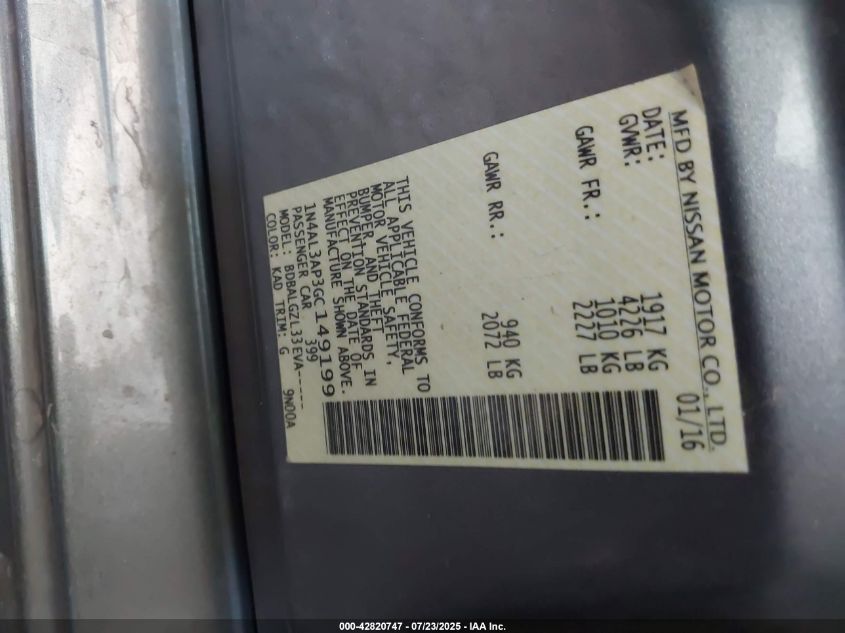 MFD BY NISSAN MOTOR CO., LTD.
DATE: 01/16
GVWR: 1917 KG
4226 LB
GAWR FR.: 1010 KG
2227 LB
GAWR RR.: 940 KG
2072 LB
THIS VEHICLE CONFORMS TO
ALL APPLICABLE FEDERAL
MOTOR VEHICLE SAFETY,
BUMPER, AND THEFT
PREVENTION STANDARDS IN
EFFECT ON THE DATE OF
MANUFACTURE SHOWN ABOVE.
1N4AL3AP3GC149199
PASSENGER CAR 399
MODEL: BDBALGZL33EVA-----
COLOR: KAD TRIM: G 9N00A
000-42820747 - 07/23/2025 - IAA Inc.